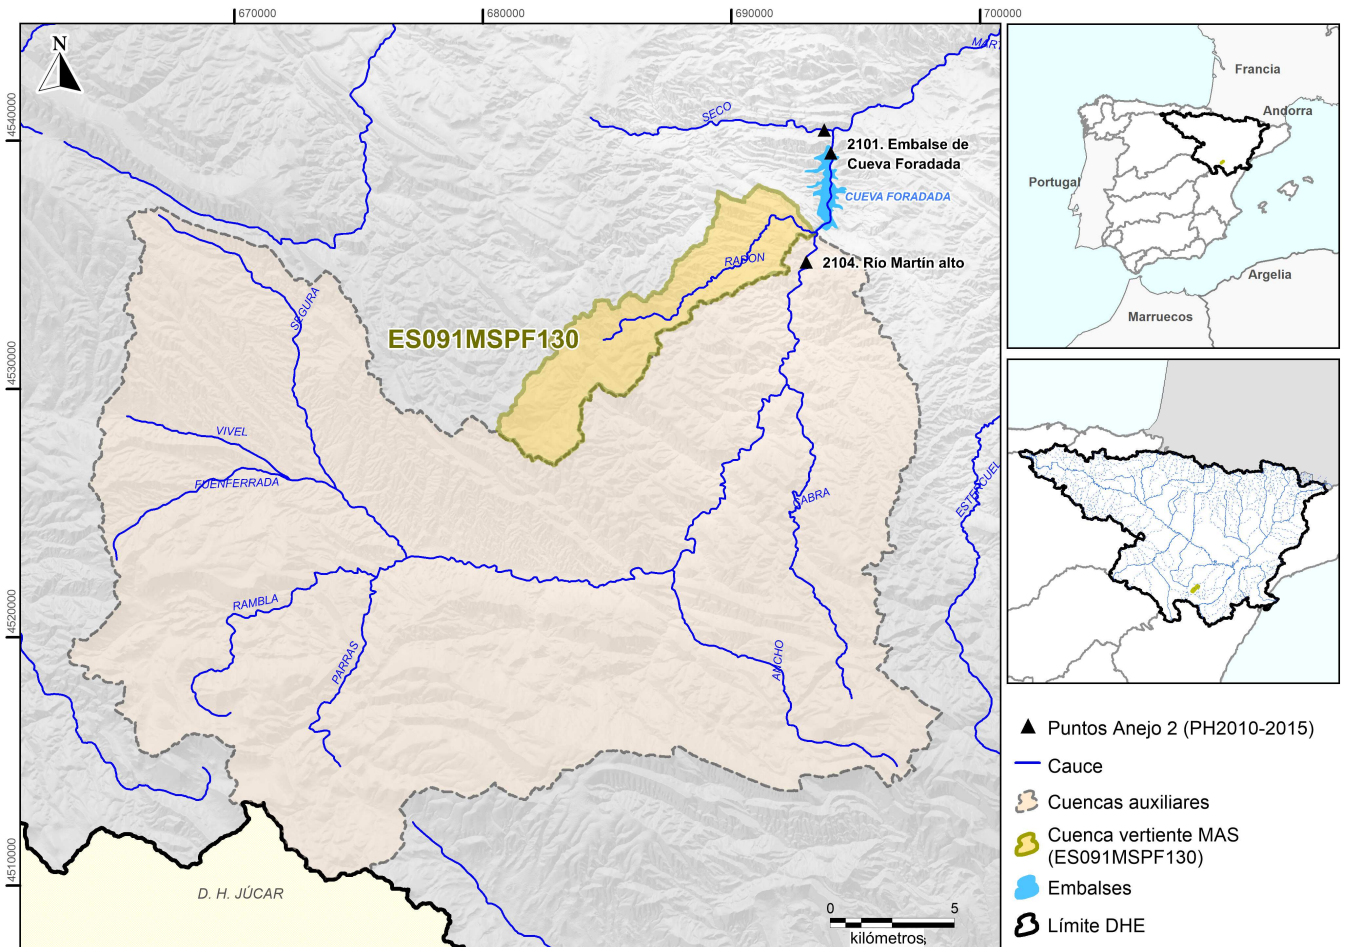 670000
680000
690000
700000
N
4540000
4530000
4520000
4510000
MAR
SECO
2101. Embalse de
Cueva Foradada
CUEVA FORADADA
RADON
2104. Rio Martín alto
SEGURA
ES091MSPF130
VIVEL
FUENFERRADA
CABRA
ESTERCUEL
RAMBLA
PARRAS
ANCHO
D. H. JÚCAR
0
5
kilómetros
Francia
Andorra
Portugal
Argelia
Marruecos
Puntos Anejo 2 (PH2010-2015)
Cauce
Cuencas auxiliares
Cuenca vertiente MAS
(ES091MSPF130)
Embalses
Límite DHE